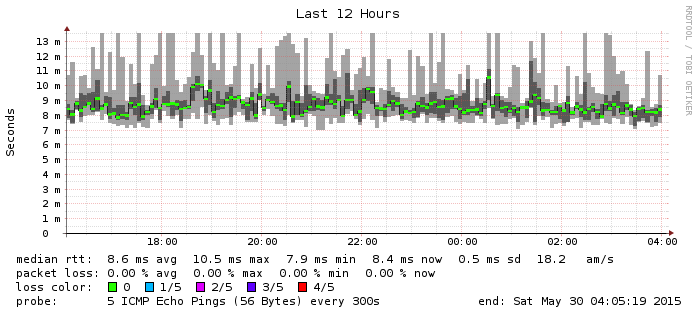 Last 12 Hours
RRDTOOL / TOBI OETIKER
Seconds
13 m
12 m
11 m
10 m
9 m
8 m
7 m
6 m
5 m
4 m
3 m
2 m
1 m
0
18:00 20:00 22:00 00:00 02:00 04:00
median rtt: 8.6 ms avg 10.5 ms max 7.9 ms min 8.4 ms now 0.5 ms sd 18.2 am/s
packet loss: 0.00 % avg 0.00 % max 0.00 % min 0.00 % now
loss color: 0 1/5 2/5 3/5 4/5
probe: 5 ICMP Echo Pings (56 Bytes) every 300s end: Sat May 30 04:05:19 2015